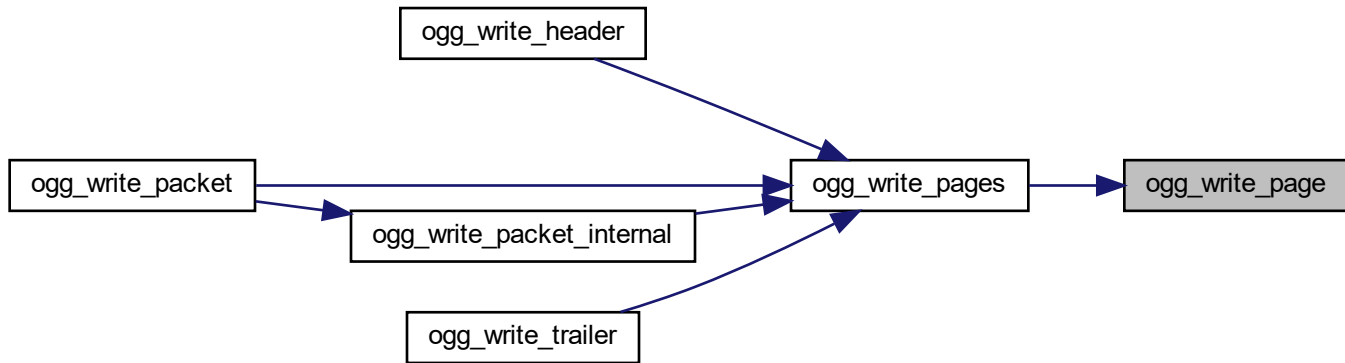 ogg_write_header
ogg_write_packet
ogg_write_pages
ogg_write_page
ogg_write_packet_internal
ogg_write_trailer